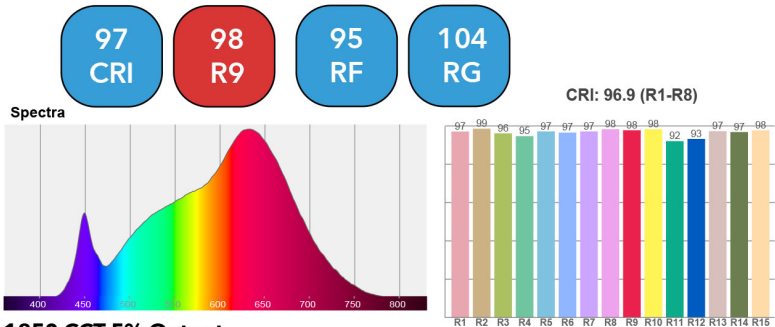 97
CRI
98
R9
95
RF
104
RG
CRI: 96.9 (R1-R8)
Spectra
97 99 96 95 97 97 97 98 98 98 92 93 97 97 98
400 450 500 550 600 650 700 750 800
R1 R2 R3 R4 R5 R6 R7 R8 R9 R10 R11 R12 R13 R14 R15